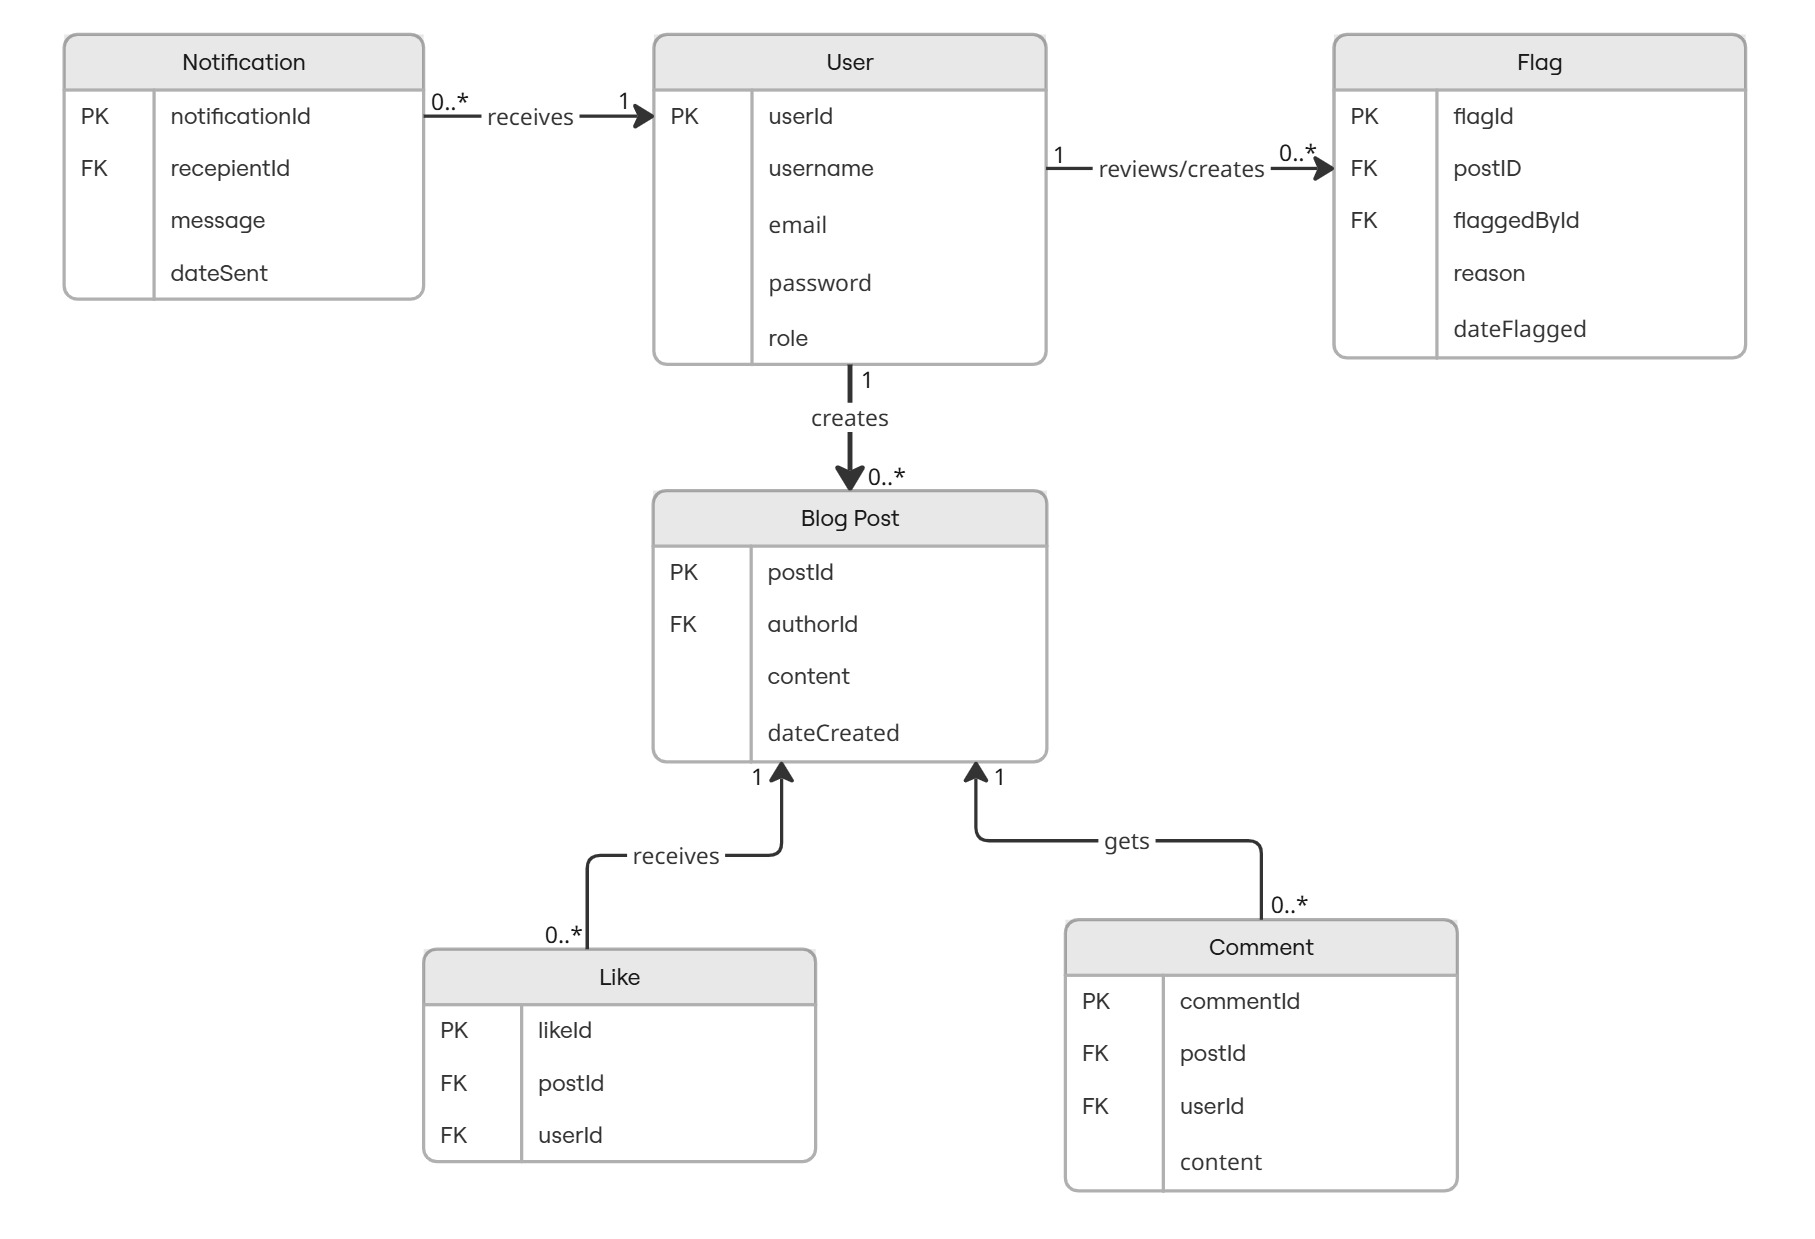 Notification
PK notificationId
FK recepientId
message
dateSent
0..* receives 1
User
PK userId
username
email
password
role
1 reviews/creates 0..*
Flag
PK flagId
FK postID
FK flaggedById
reason
dateFlagged
1
creates
0..*
Blog Post
PK postId
FK authorId
content
dateCreated
1
receives
0..*
1
gets
0..*
Like
PK likeId
FK postId
FK userId
Comment
PK commentId
FK postId
FK userId
content